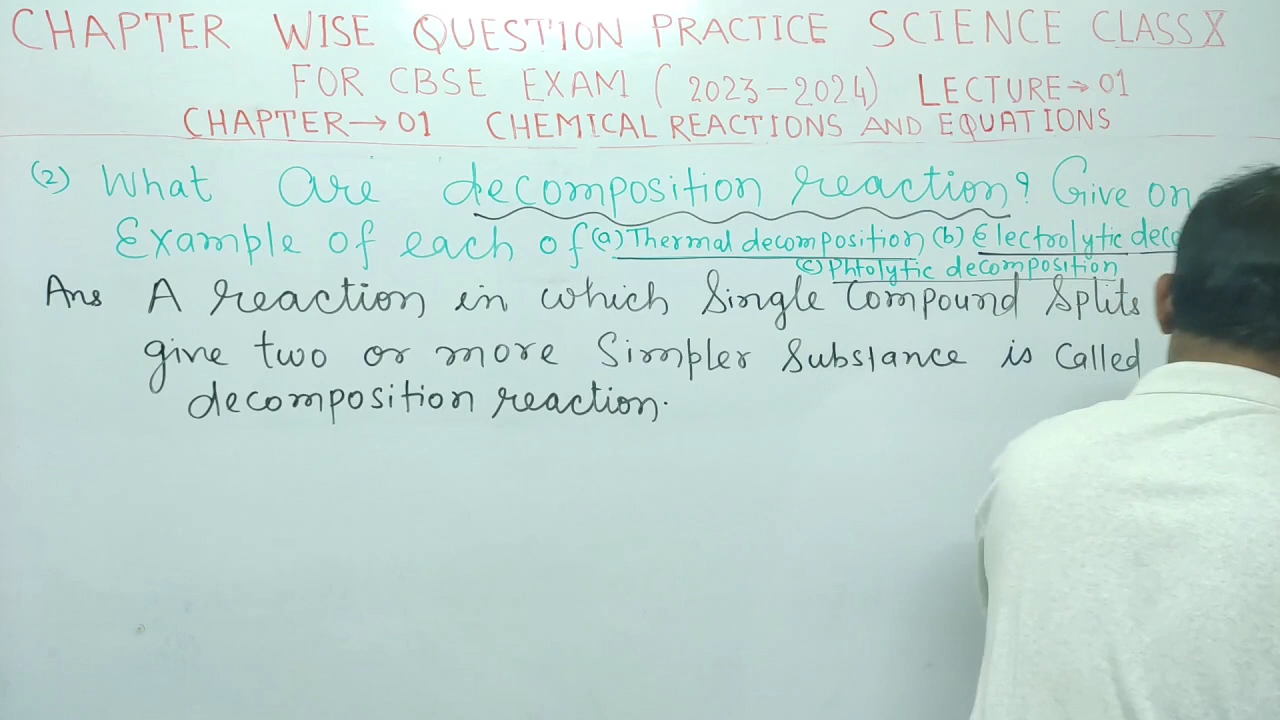 CHAPTER WISE QUESTION PRACTICE SCIENCE CLASS X
FOR CBSE EXAM (2023-2024) LECTURE→01
CHAPTER→01 CHEMICAL REACTIONS AND EQUATIONS
(2) What are decomposition reaction? Give on
Example of each of (a) Thermal decomposition (b) Electrolytic deco
(c) Phtolytic decomposition
Ans A reaction in which Single Compound Splits
give two or more Simpler Substance is Called
decomposition reaction.